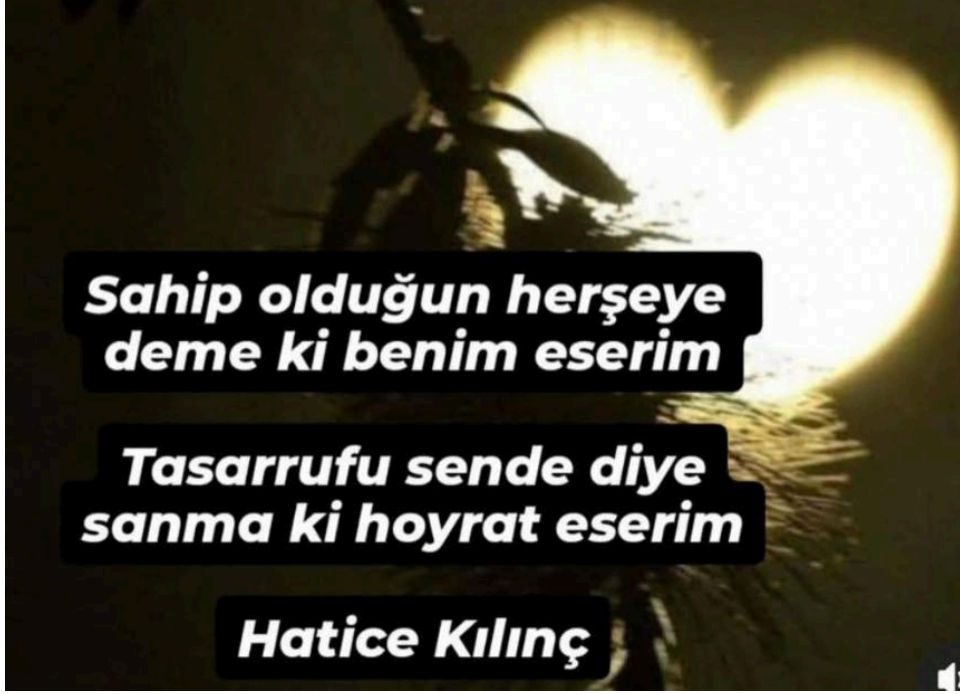 Sahip olduğun herşeye
deme ki benim eserim
Tasarrufu sende diye
sanma ki hoyrat eserim
Hatice Kılınç